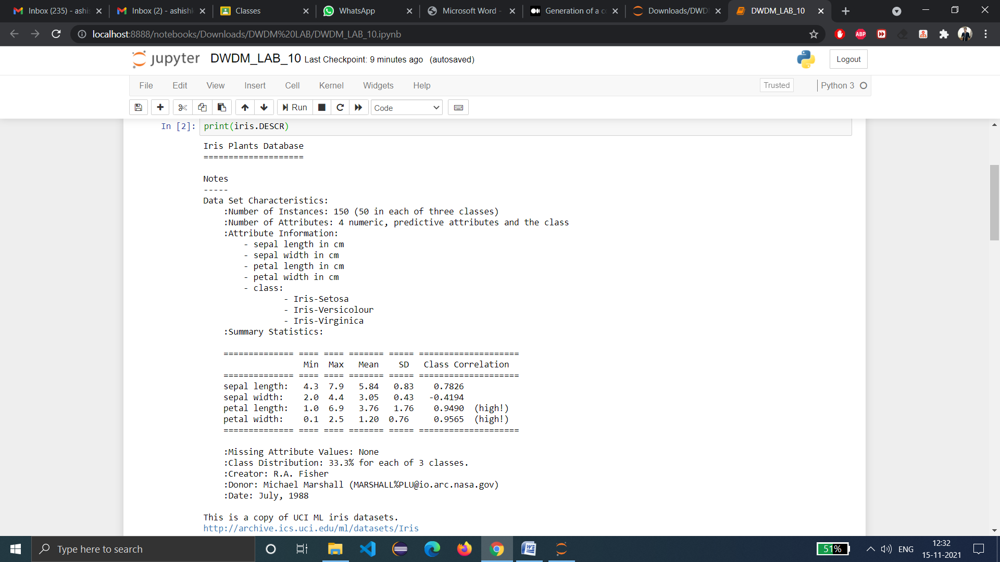 Inbox (235) - ashis
Inbox (2) - ashishk
Classes
WhatsApp
Microsoft Word -
Generation of a co
Downloads/DWD
DWDM_LAB_10
localhost:8888/notebooks/Downloads/DWDM%20LAB/DWDM_LAB_10.ipynb
ABP
jupyter DWDM_LAB_10 Last Checkpoint: 9 minutes ago (autosaved)
Logout
File Edit View Insert Cell Kernel Widgets Help
Trusted
Python 3
Run
Code
In [2]: print(iris.DESCR)
Iris Plants Database
====================
Notes
-----
Data Set Characteristics:
:Number of Instances: 150 (50 in each of three classes)
:Number of Attributes: 4 numeric, predictive attributes and the class
:Attribute Information:
- sepal length in cm
- sepal width in cm
- petal length in cm
- petal width in cm
- class:
- Iris-Setosa
- Iris-Versicolour
- Iris-Virginica
:Summary Statistics:
============== ==== ==== ======= ===== ====================
Min Max Mean SD Class Correlation
============== ==== ==== ======= ===== ====================
sepal length: 4.3 7.9 5.84 0.83 0.7826
sepal width: 2.0 4.4 3.05 0.43 -0.4194
petal length: 1.0 6.9 3.76 1.76 0.9490 (high!)
petal width: 0.1 2.5 1.20 0.76 0.9565 (high!)
============== ==== ==== ======= ===== ====================
:Missing Attribute Values: None
:Class Distribution: 33.3% for each of 3 classes.
:Creator: R.A. Fisher
:Donor: Michael Marshall (MARSHALL%PLU@io.arc.nasa.gov)
:Date: July, 1988
This is a copy of UCI ML iris datasets.
http://archive.ics.uci.edu/ml/datasets/Iris
Type here to search
51%
ENG
12:32
15-11-2021